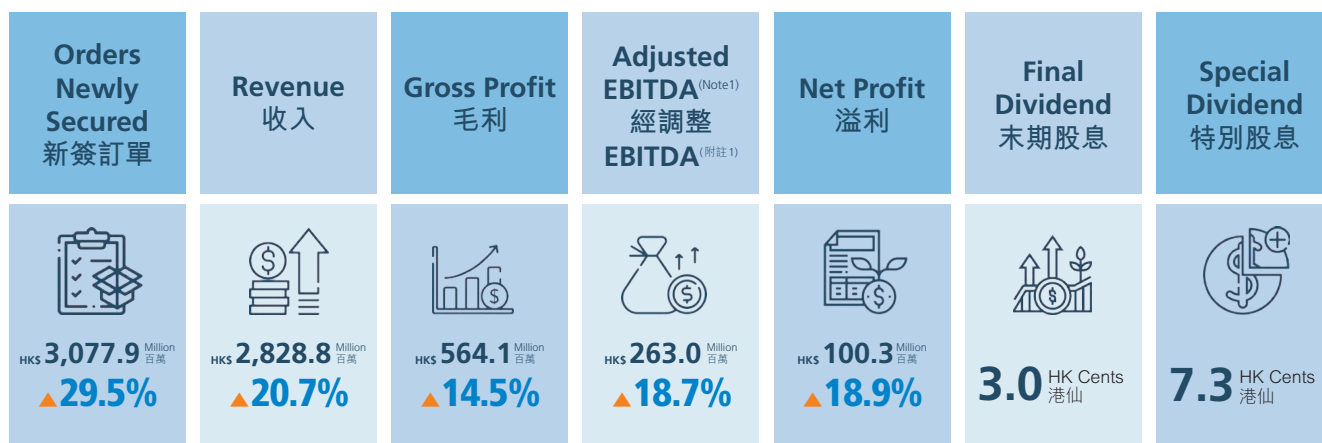 Orders
Newly
Secured
新簽訂單
Revenue
收入
Gross Profit
毛利
Adjusted
EBITDA(Note1)
經調整
EBITDA(附註1)
Net Profit
溢利
Final
Dividend
末期股息
Special
Dividend
特別股息
HK$ 3,077.9 Million 百萬
▲29.5%
HK$ 2,828.8 Million 百萬
▲20.7%
HK$ 564.1 Million 百萬
▲14.5%
HK$ 263.0 Million 百萬
▲18.7%
HK$ 100.3 Million 百萬
▲18.9%
3.0 HK Cents 港仙
7.3 HK Cents 港仙